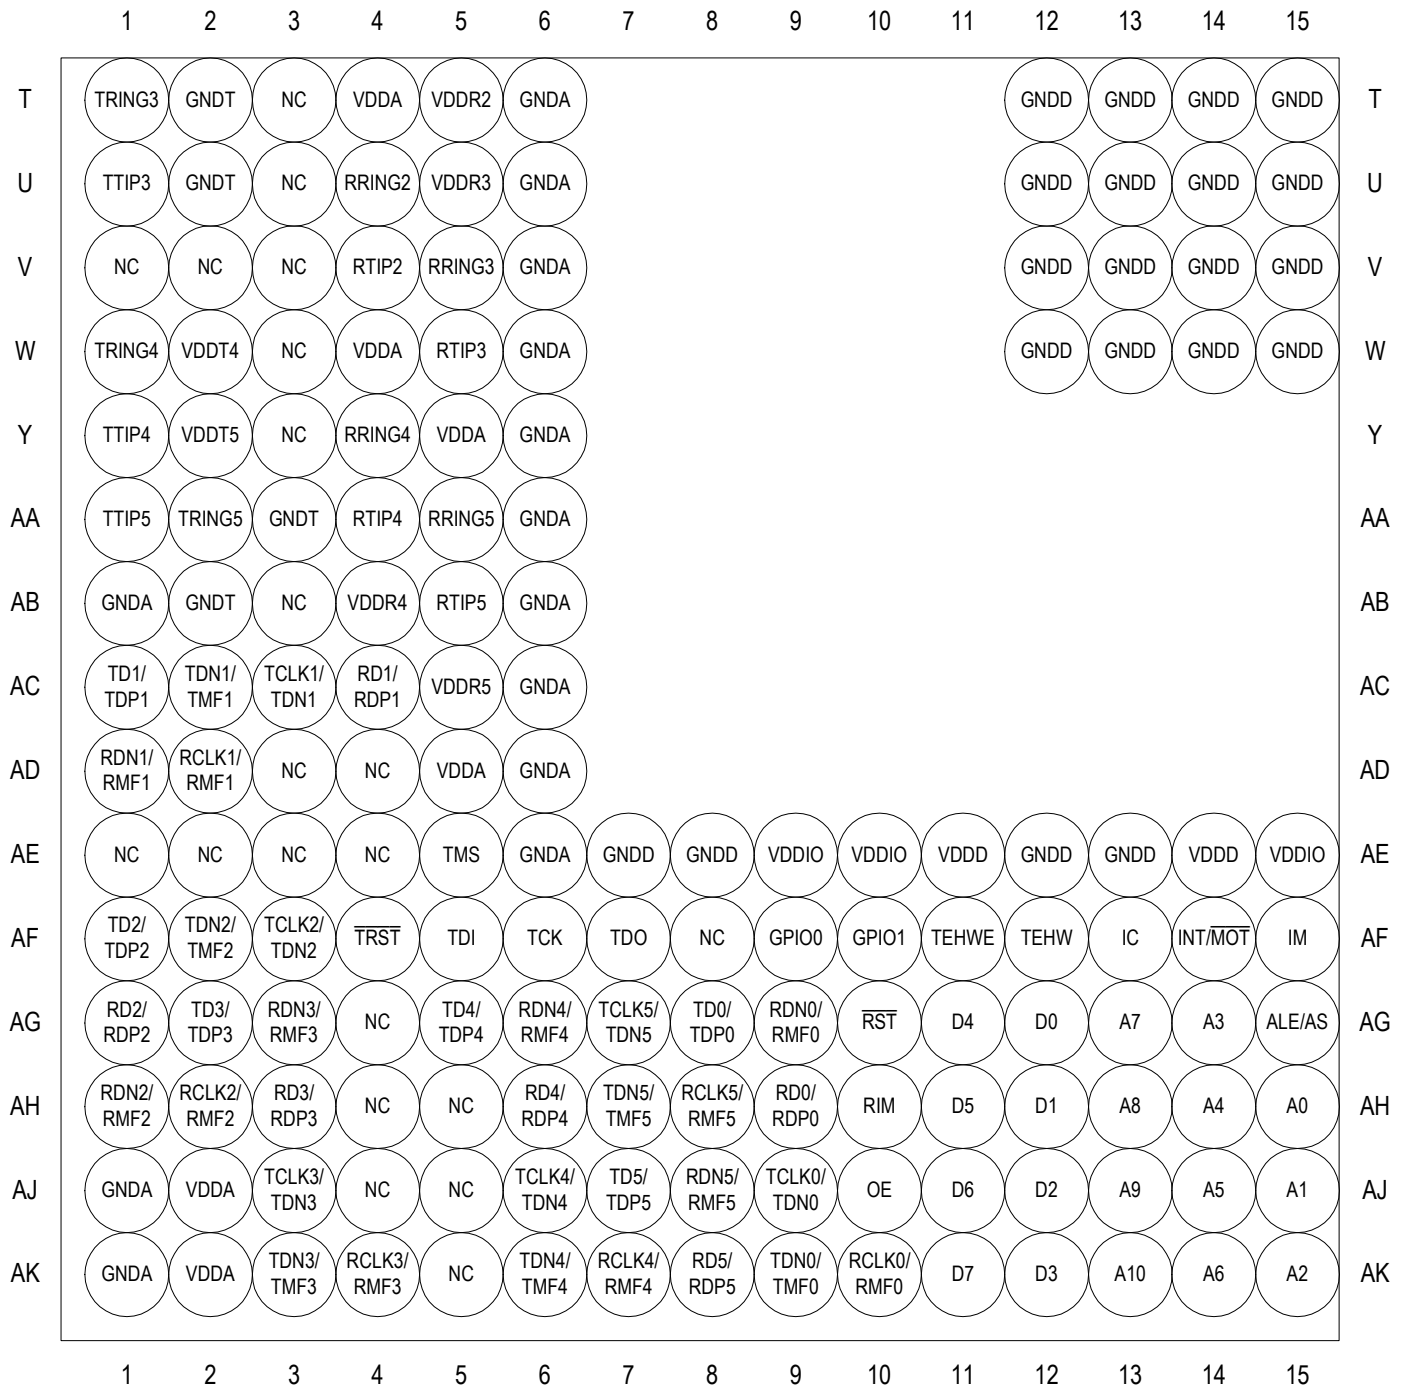 1 2 3 4 5 6 7 8 9 10 11 12 13 14 15
T TRING3 GNDT NC VDDA VDDR2 GNDA GNDD GNDD GNDD GNDD T
U TTIP3 GNDT NC RRING2 VDDR3 GNDA GNDD GNDD GNDD GNDD U
V NC NC NC RTIP2 RRING3 GNDA GNDD GNDD GNDD GNDD V
W TRING4 VDDT4 NC VDDA RTIP3 GNDA GNDD GNDD GNDD GNDD W
Y TTIP4 VDDT5 NC RRING4 VDDA GNDA Y
AA TTIP5 TRING5 GNDT RTIP4 RRING5 GNDA AA
AB GNDA GNDT NC VDDR4 RTIP5 GNDA AB
TD1/ TDN1/ TCLK1/ RD1/
AC VDDR5 GNDA AC
TDP1 TMF1 TDN1 RDP1
RDN1/ RCLK1/
AD NC NC VDDA GNDA AD
RMF1 RMF1
AE NC NC NC NC TMS GNDA GNDD GNDD VDDIO VDDIO VDDD GNDD GNDD VDDD VDDIO AE
TD2/ TDN2/ TCLK2/
AF TRST TDI TCK TDO NC GPIO0 GPIO1 TEHWE TEHW IC INT/MOT IM AF
TDP2 TMF2 TDN2
RD2/ TD3/ RDN3/ TD4/ RDN4/ TCLK5/ TD0/ RDN0/
AG NC RST D4 D0 A7 A3 ALE/AS AG
RDP2 TDP3 RMF3 TDP4 RMF4 TDN5 TDP0 RMF0
RDN2/ RCLK2/ RD3/ RD4/ TDN5/ RCLK5/ RD0/
AH NC NC RIM D5 D1 A8 A4 A0 AH
RMF2 RMF2 RDP3 RDP4 TMF5 RMF5 RDP0
TCLK3/ TCLK4/ TD5/ RDN5/ TCLK0/
AJ GNDA VDDA NC NC OE D6 D2 A9 A5 A1 AJ
TDN3 TDN4 TDP5 RMF5 TDN0
TDN3/ RCLK3/ TDN4/ RCLK4/ RD5/ TDN0/ RCLK0/
AK GNDA VDDA NC D7 D3 A10 A6 A2 AK
TMF3 RMF3 TMF4 RMF4 RDP5 TMF0 RMF0
1 2 3 4 5 6 7 8 9 10 11 12 13 14 15